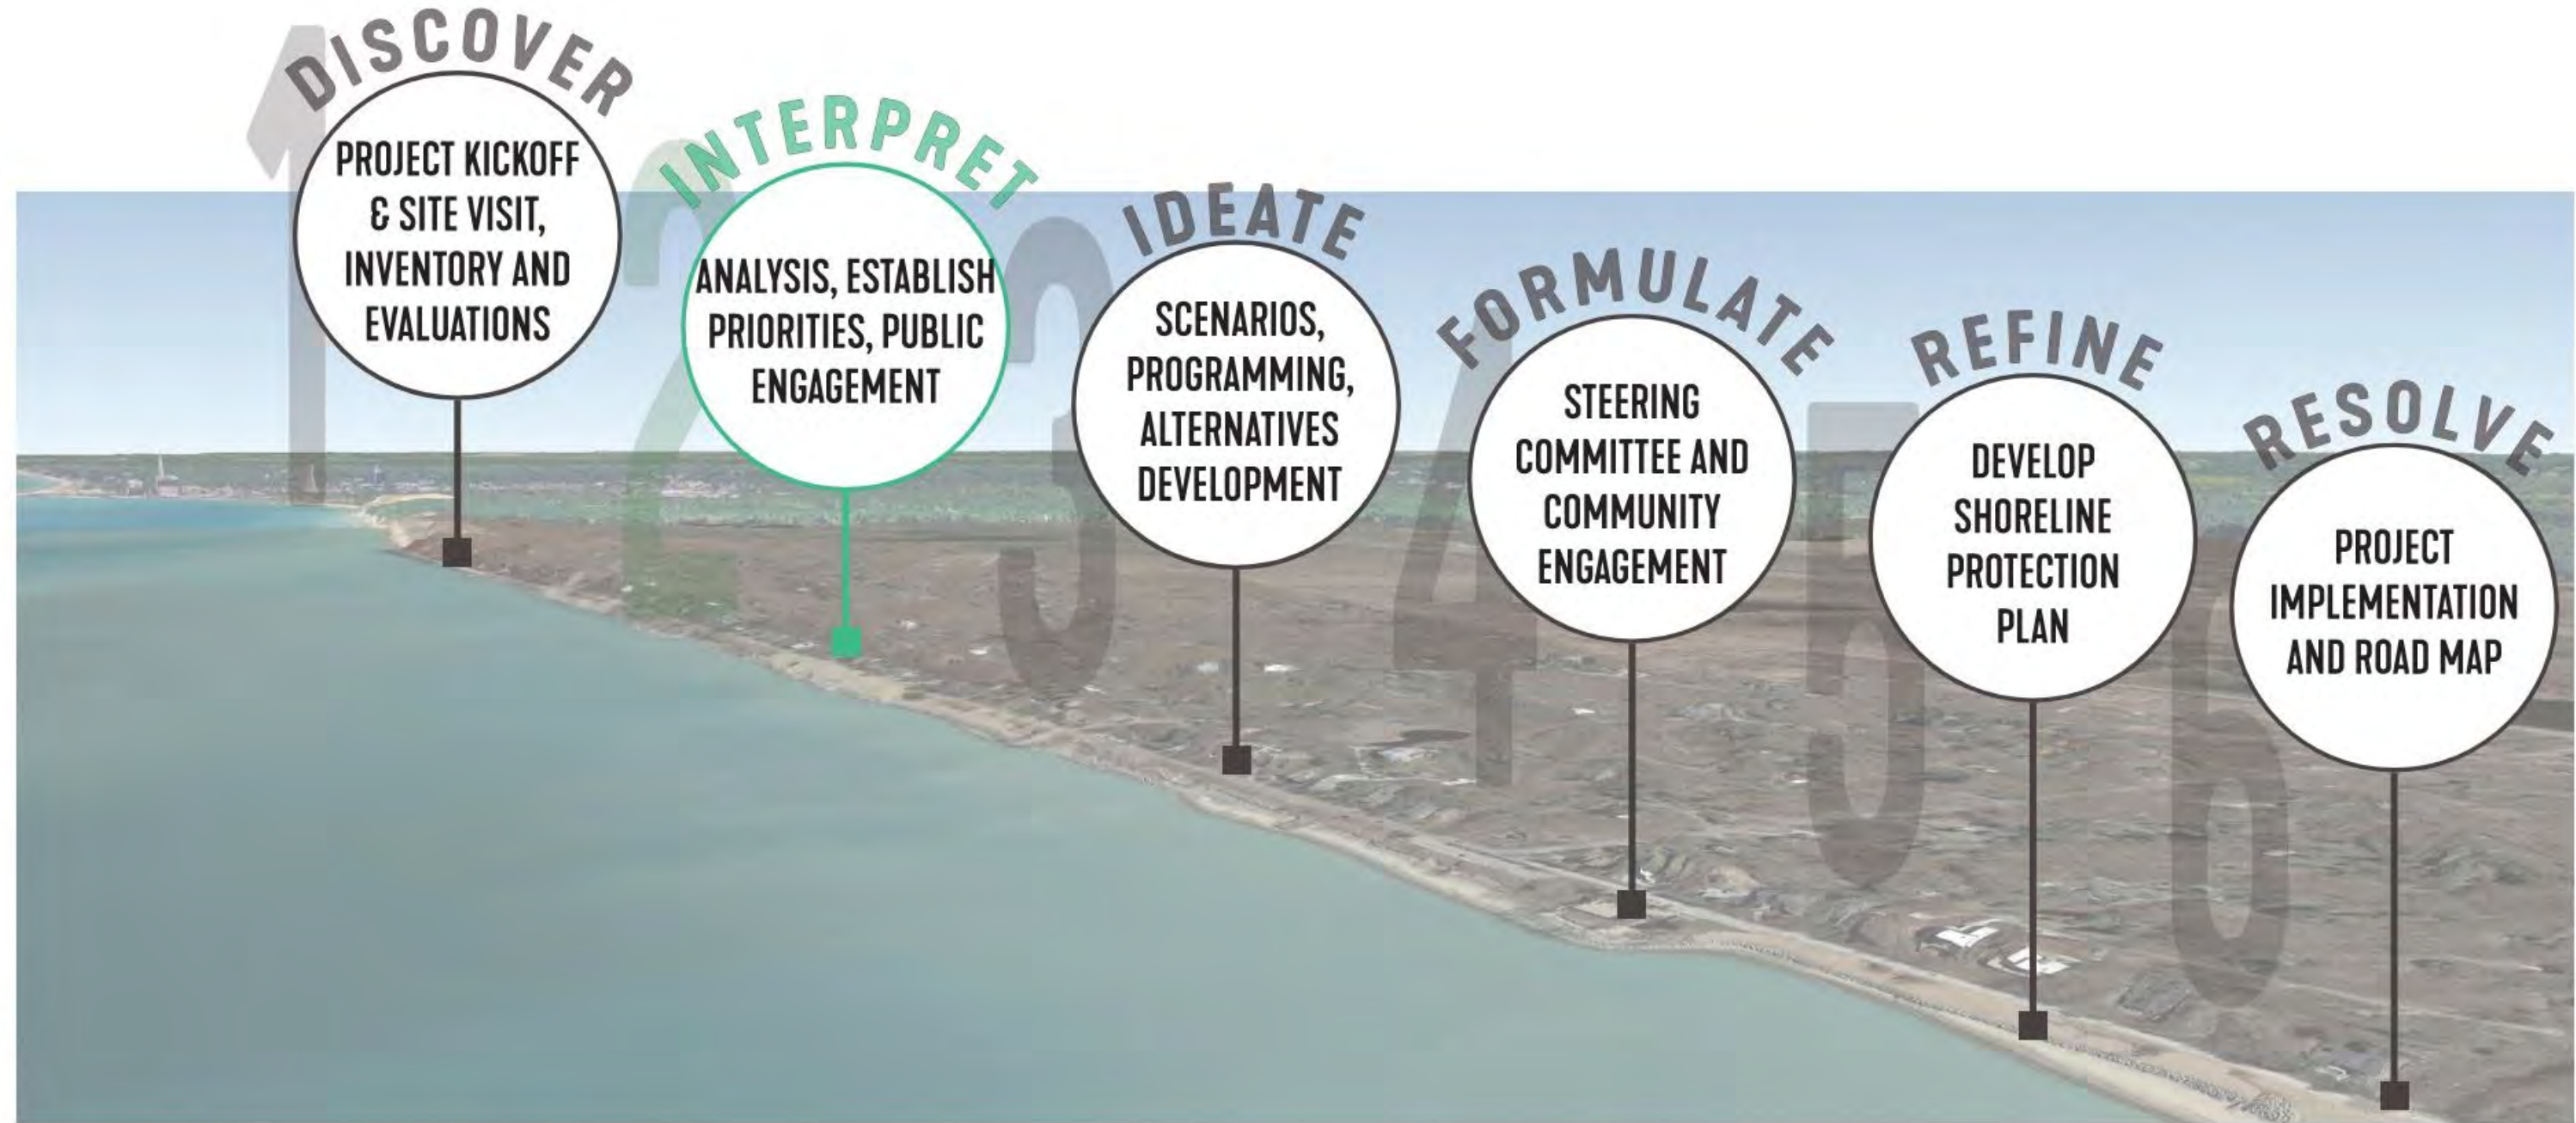 1
DISCOVER
PROJECT KICKOFF
& SITE VISIT,
INVENTORY AND
EVALUATIONS
2
INTERPRET
ANALYSIS, ESTABLISH
PRIORITIES, PUBLIC
ENGAGEMENT
3
IDEATE
SCENARIOS,
PROGRAMMING,
ALTERNATIVES
DEVELOPMENT
4
FORMULATE
STEERING
COMMITTEE AND
COMMUNITY
ENGAGEMENT
5
REFINE
DEVELOP
SHORELINE
PROTECTION
PLAN
6
RESOLVE
PROJECT
IMPLEMENTATION
AND ROAD MAP